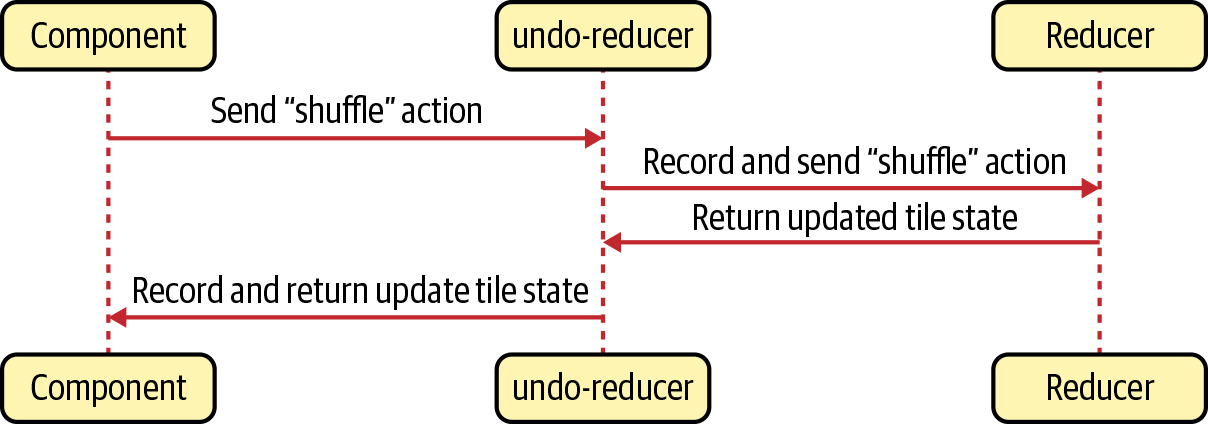 Component
undo-reducer
Reducer
Send “shuffle” action
Record and send “shuffle” action
Return updated tile state
Record and return update tile state
Component
undo-reducer
Reducer